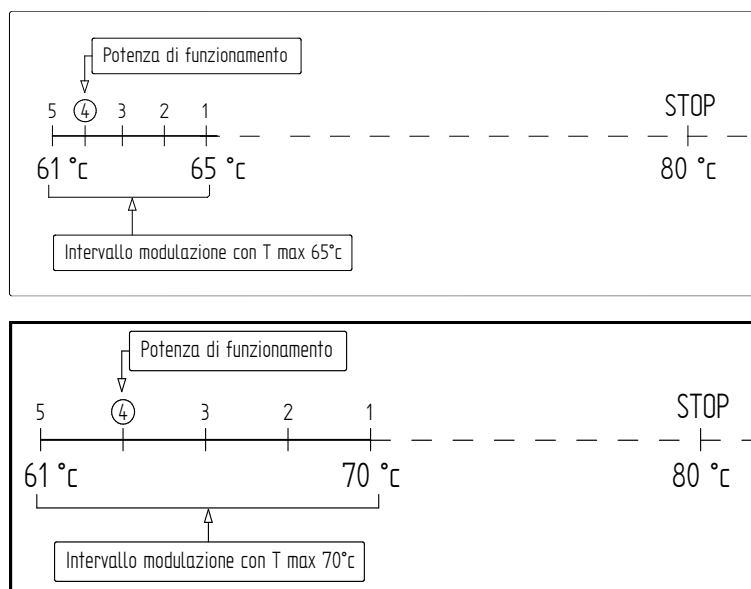 Potenza di funzionamento
5 4 3 2 1 STOP
61 °c 65 °c 80 °c
Intervallo modulazione con T max 65°c
Potenza di funzionamento
5 4 3 2 1 STOP
61 °c 70 °c 80 °c
Intervallo modulazione con T max 70°c